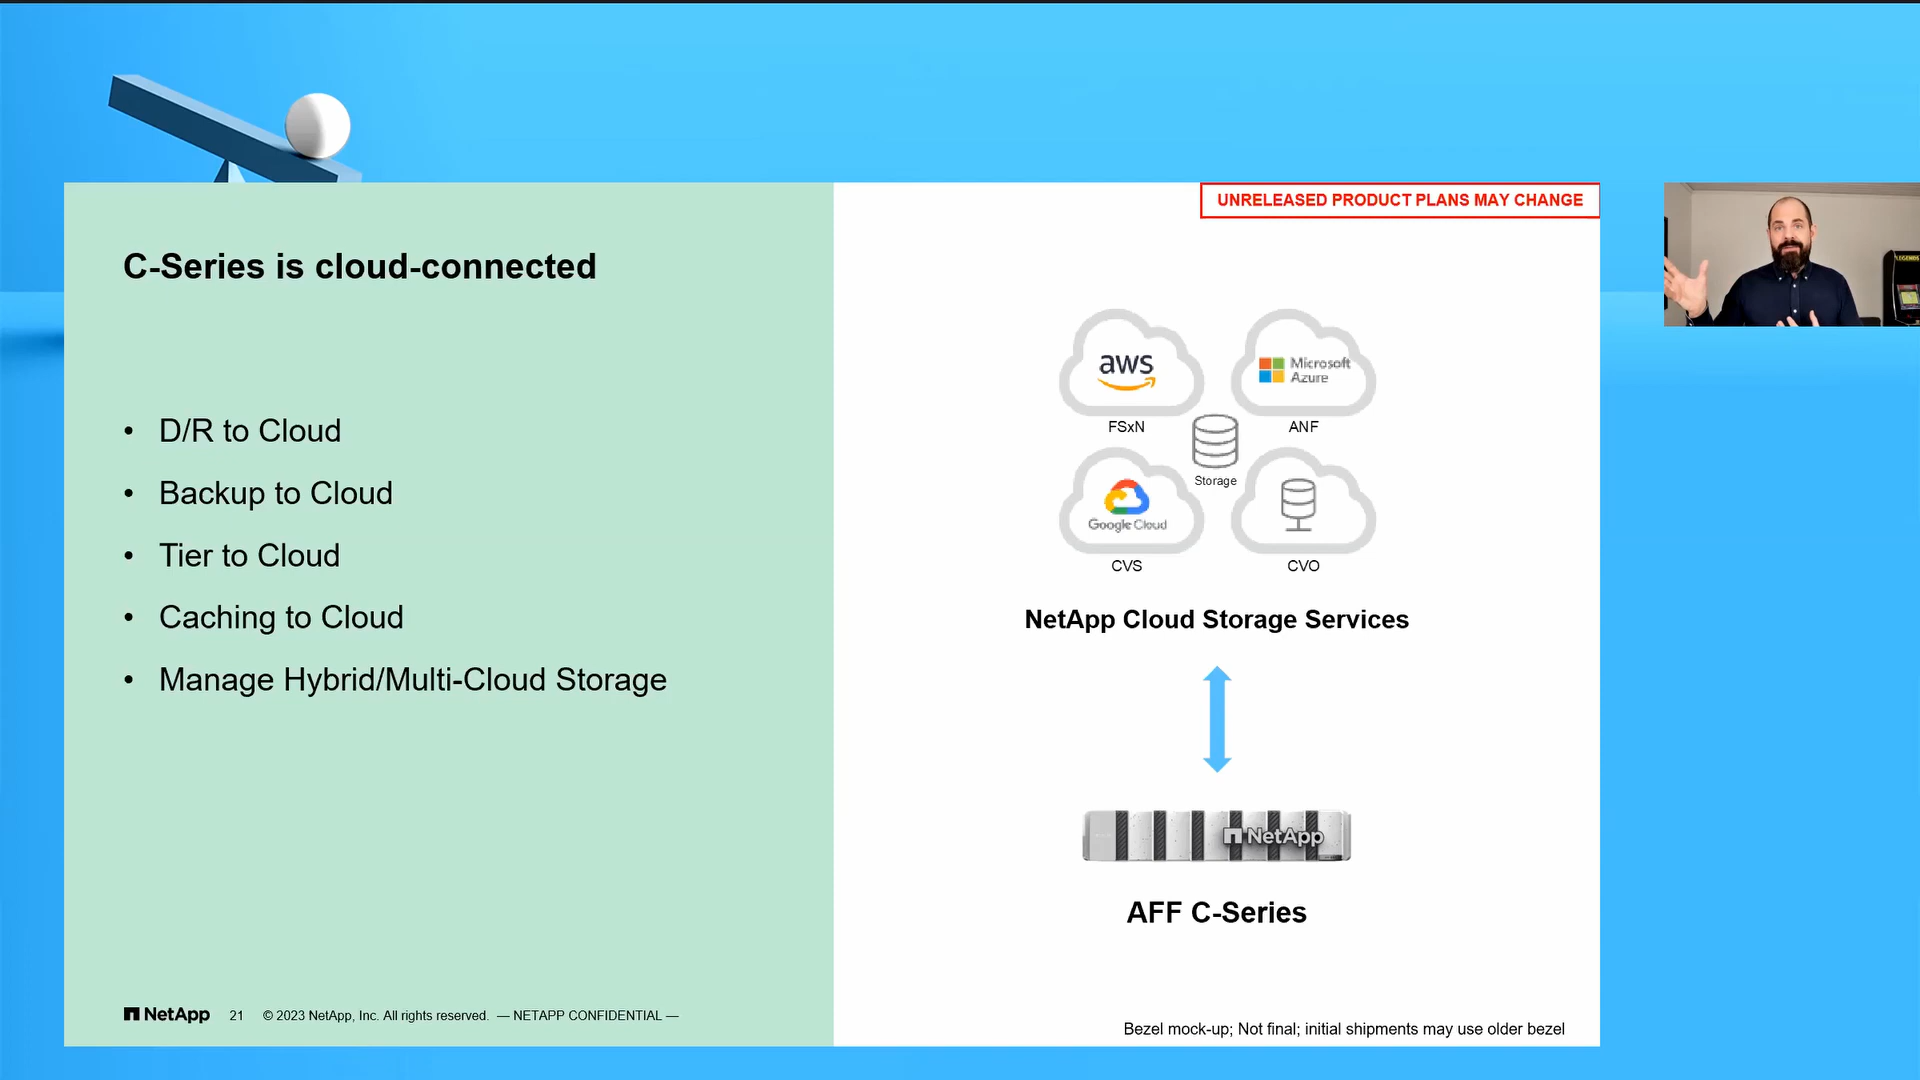 UNRELEASED PRODUCT PLANS MAY CHANGE
C-Series is cloud-connected
• D/R to Cloud
• Backup to Cloud
• Tier to Cloud
• Caching to Cloud
• Manage Hybrid/Multi-Cloud Storage
aws
FSxN
Microsoft
Azure
ANF
Storage
Google Cloud
CVS
CVO
NetApp Cloud Storage Services
NetApp
AFF C-Series
NetApp 21 © 2023 NetApp, Inc. All rights reserved. — NETAPP CONFIDENTIAL —
Bezel mock-up; Not final; initial shipments may use older bezel
LEGENDS